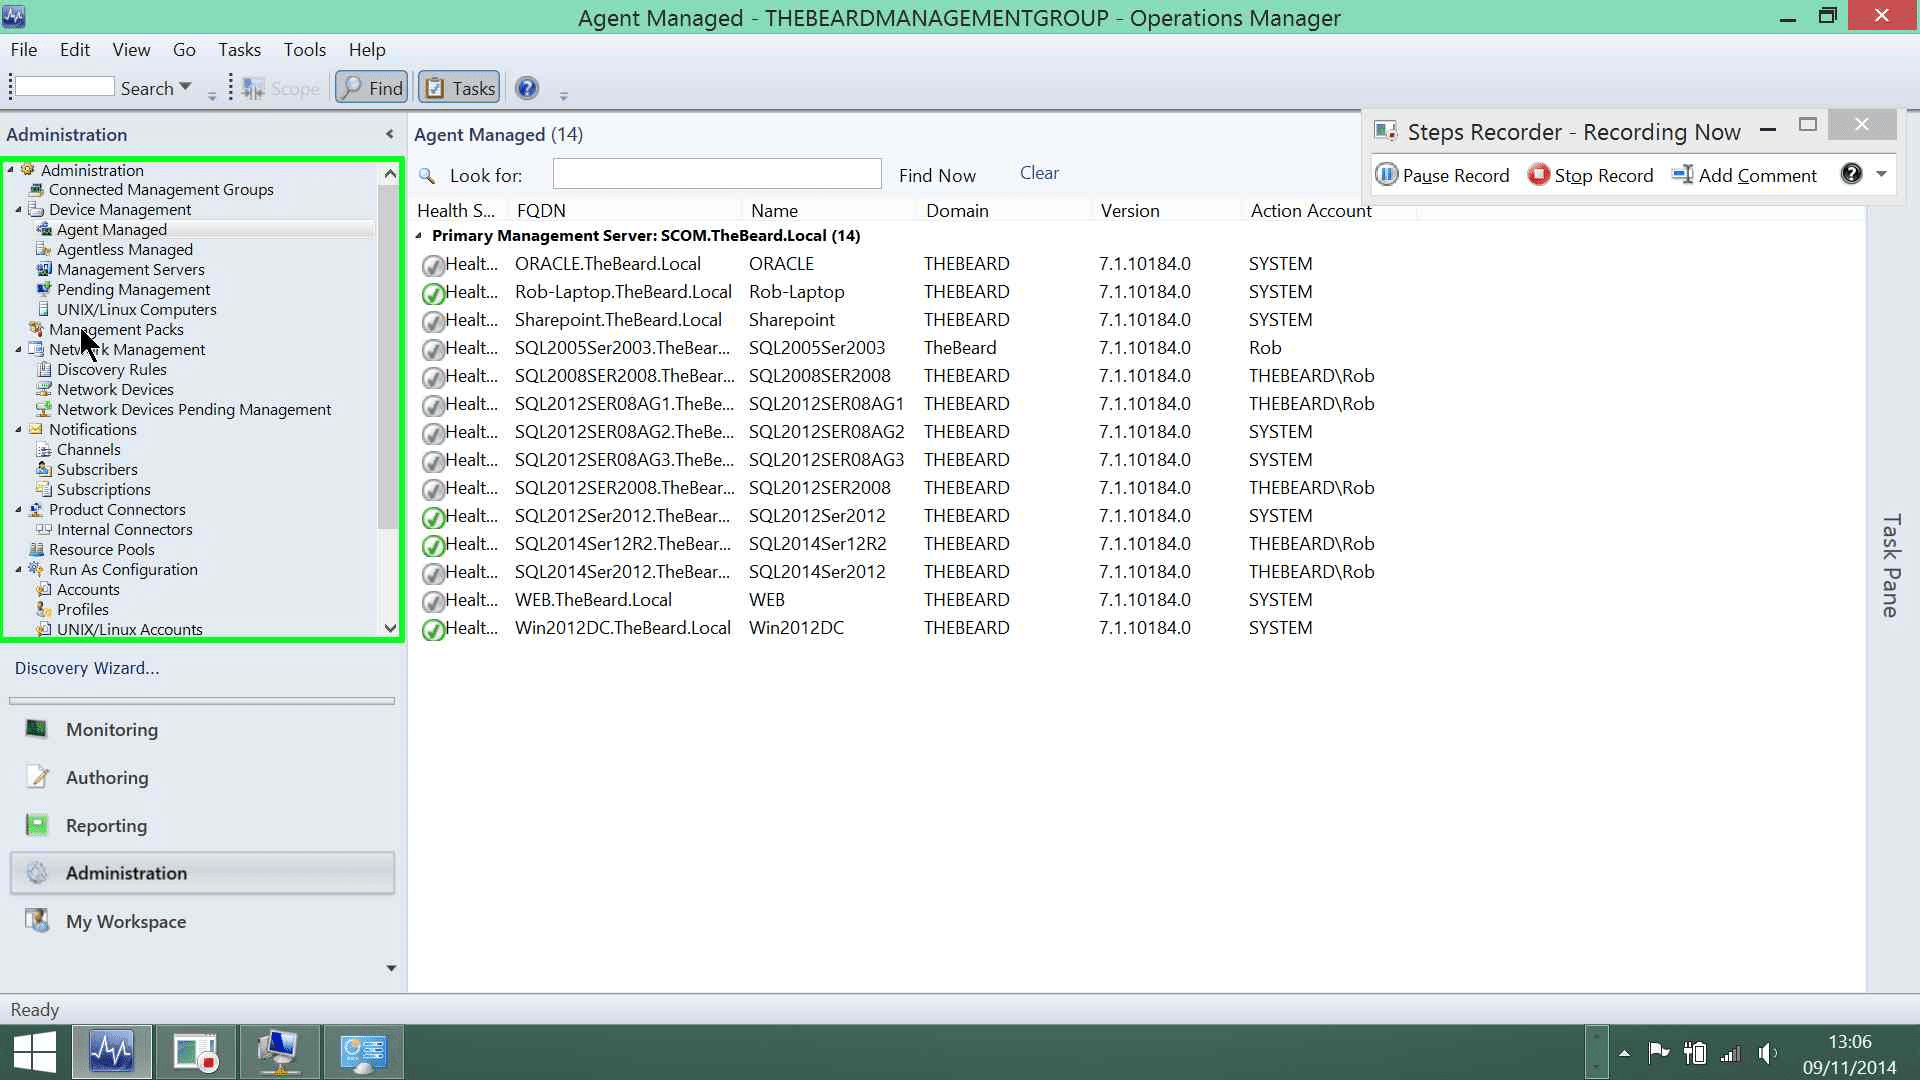 Agent Managed - THEBEARDMANAGEMENTGROUP - Operations Manager
File Edit View Go Tasks Tools Help
Search Scope Find Tasks
Administration
Administration
Connected Management Groups
Device Management
Agent Managed
Agentless Managed
Management Servers
Pending Management
UNIX/Linux Computers
Management Packs
Network Management
Discovery Rules
Network Devices
Network Devices Pending Management
Notifications
Channels
Subscribers
Subscriptions
Product Connectors
Internal Connectors
Resource Pools
Run As Configuration
Accounts
Profiles
UNIX/Linux Accounts
Discovery Wizard...
Monitoring
Authoring
Reporting
Administration
My Workspace
Agent Managed (14)
Look for: Find Now Clear
Steps Recorder - Recording Now
Pause Record Stop Record Add Comment
Health S... FQDN Name Domain Version Action Account
Primary Management Server: SCOM.TheBeard.Local (14)
Healt... ORACLE.TheBeard.Local ORACLE THEBEARD 7.1.10184.0 SYSTEM
Healt... Rob-Laptop.TheBeard.Local Rob-Laptop THEBEARD 7.1.10184.0 SYSTEM
Healt... Sharepoint.TheBeard.Local Sharepoint THEBEARD 7.1.10184.0 SYSTEM
Healt... SQL2005Ser2003.TheBear... SQL2005Ser2003 TheBeard 7.1.10184.0 Rob
Healt... SQL2008SER2008.TheBear... SQL2008SER2008 THEBEARD 7.1.10184.0 THEBEARD\Rob
Healt... SQL2012SER08AG1.TheBe... SQL2012SER08AG1 THEBEARD 7.1.10184.0 THEBEARD\Rob
Healt... SQL2012SER08AG2.TheBe... SQL2012SER08AG2 THEBEARD 7.1.10184.0 SYSTEM
Healt... SQL2012SER08AG3.TheBe... SQL2012SER08AG3 THEBEARD 7.1.10184.0 SYSTEM
Healt... SQL2012SER2008.TheBear... SQL2012SER2008 THEBEARD 7.1.10184.0 THEBEARD\Rob
Healt... SQL2012Ser2012.TheBear... SQL2012Ser2012 THEBEARD 7.1.10184.0 SYSTEM
Healt... SQL2014Ser12R2.TheBear... SQL2014Ser12R2 THEBEARD 7.1.10184.0 THEBEARD\Rob
Healt... SQL2014Ser2012.TheBear... SQL2014Ser2012 THEBEARD 7.1.10184.0 THEBEARD\Rob
Healt... WEB.TheBeard.Local WEB THEBEARD 7.1.10184.0 SYSTEM
Healt... Win2012DC.TheBeard.Local Win2012DC THEBEARD 7.1.10184.0 SYSTEM
Task Pane
Ready
13:06
09/11/2014